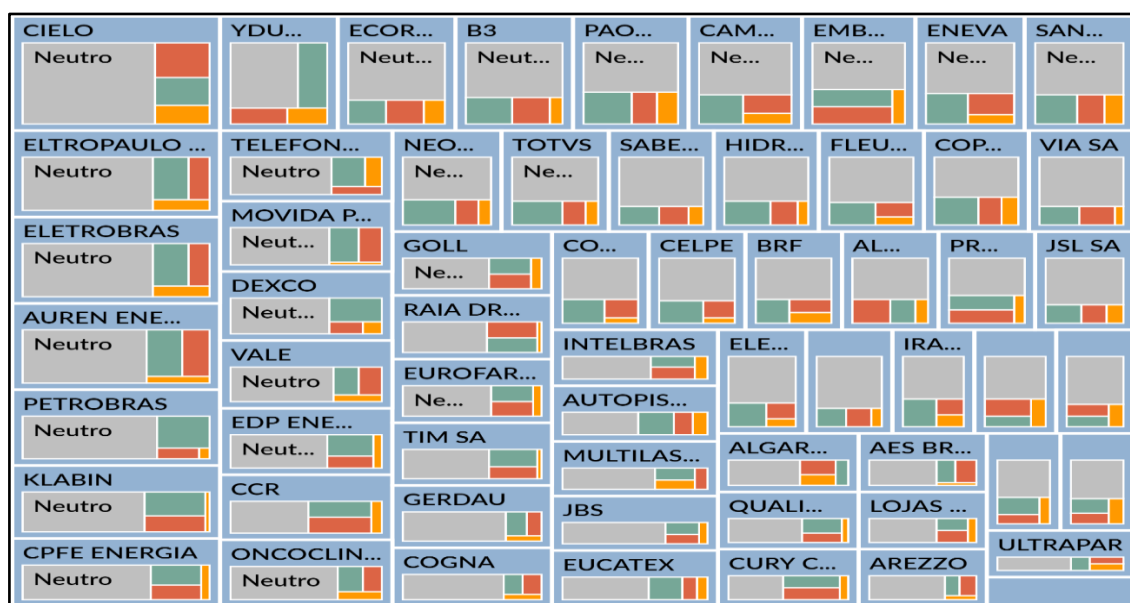 CIELO
Neutro
YDU...
ECOR...
Neut...
B3
Neut...
PAO...
Ne...
CAM...
Ne...
EMB...
Ne...
ENEVA
Ne...
SAN...
Ne...
ELTROPAULO ...
Neutro
TELEFON...
Neutro
NEO...
Ne...
TOTVS
Ne...
SABE...
HIDR...
FLEU...
COP...
VIA SA
MOVIDA P...
Neut...
ELETROBRAS
Neutro
GOLL
Ne...
CO...
CELPE
BRF
AL...
PR...
JSL SA
DEXCO
Neut...
AUREN ENE...
Neutro
RAIA DR...
VALE
Neutro
INTELBRAS
ELE...
IRA...
EUROFAR...
Ne...
PETROBRAS
Neutro
AUTOPIS...
EDP ENE...
Neut...
TIM SA
MULTILAS...
ALGAR...
AES BR...
KLABIN
Neutro
CCR
GERDAU
JBS
QUALI...
LOJAS ...
CPFE ENERGIA
Neutro
ONCOCLIN...
Neutro
COGNA
EUCATEX
CURY C...
AREZZO
ULTRAPAR